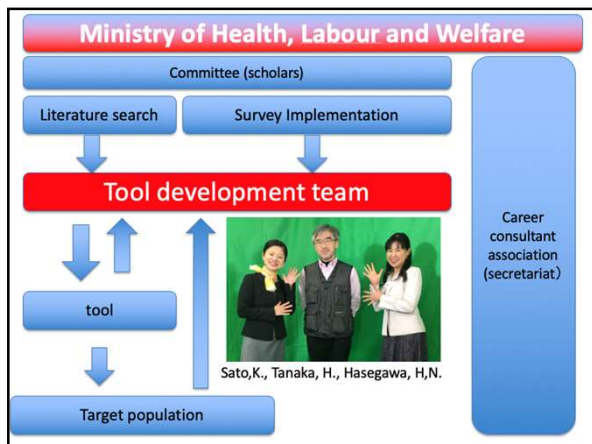 Ministry of Health, Labour and Welfare
Committee (scholars)
Literature search
Survey Implementation
Tool development team
tool
Target population
Sato,K., Tanaka, H., Hasegawa, H,N.
Career
consultant
association
(secretariat）